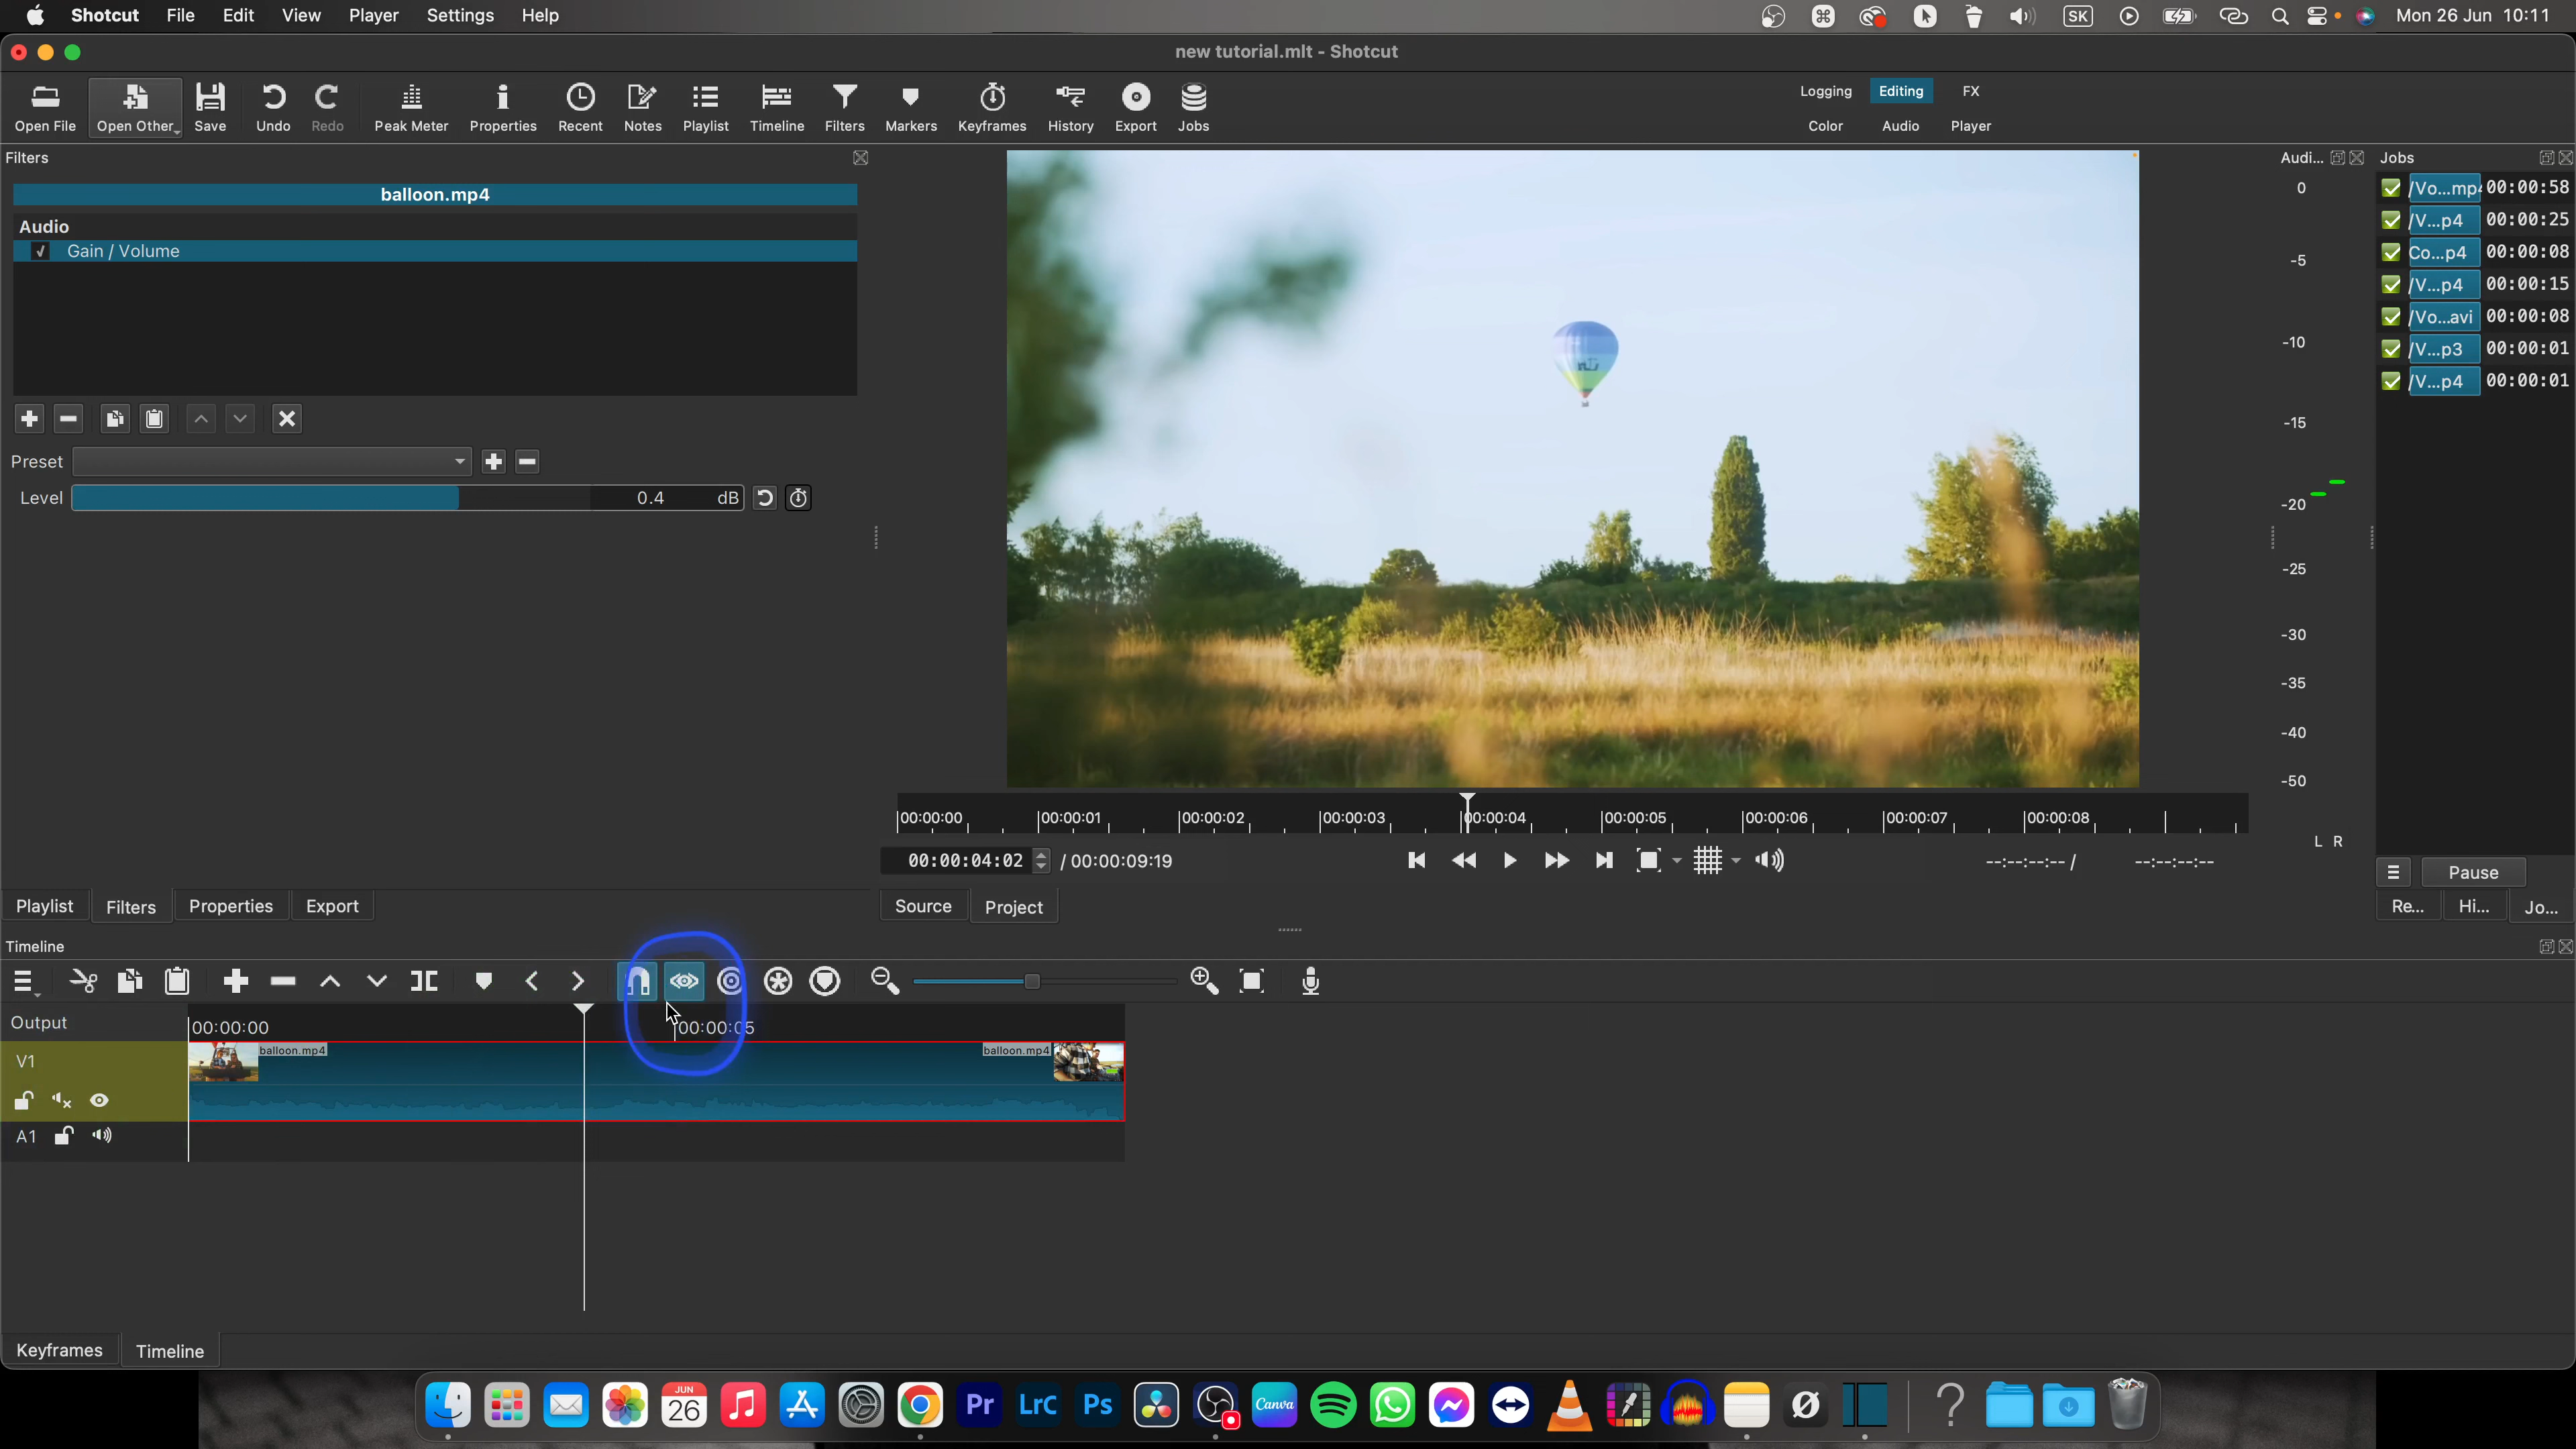 Shotcut File Edit View Player Settings Help
SK Mon 26 Jun 10:11
new tutorial.mlt - Shotcut
Open File Open Other Save Undo Redo Peak Meter Properties Recent Notes Playlist Timeline Filters Markers Keyframes History Export Jobs
Logging Editing FX
Color Audio Player
Filters
balloon.mp4
Audio
Gain / Volume
Preset
Level 0.4 dB
Audi...
0
-5
-10
-15
-20
-25
-30
-35
-40
-50
L R
Jobs
/Vo...mp4 00:00:58
/V...p4 00:00:25
Co...p4 00:00:08
/V...p4 00:00:15
/Vo...avi 00:00:08
/V...p3 00:00:01
/V...p4 00:00:01
00:00:00 00:00:01 00:00:02 00:00:03 00:00:04 00:00:05 00:00:06 00:00:07 00:00:08
00:00:04:02 / 00:00:09:19
--:--:--:-- / --:--:--:--
Pause
Playlist Filters Properties Export
Source Project
Re... Hi... Jo...
Timeline
Output
00:00:00 00:00:05
V1
balloon.mp4 balloon.mp4
A1
Keyframes Timeline
JUN
26
Pr LrC Ps Canva